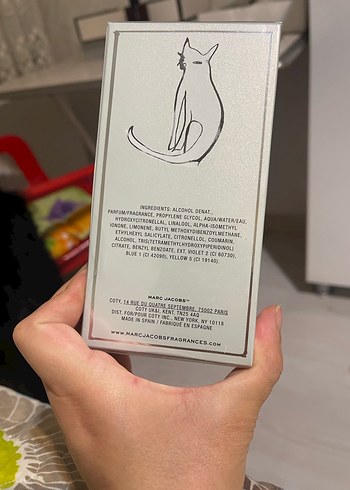 INGREDIENTS: ALCOHOL DENAT.,
PARFUM/FRAGRANCE, PROPYLENE GLYCOL, AQUA/WATER/EAU,
HYDROXYCITRONELLAL, LINALOOL, ALPHA-ISOMETHYL
IONONE, LIMONENE, BUTYL METHOXYDIBENZOYLMETHANE,
ETHYLHEXYL SALICYLATE, CITRONELLOL, COUMARIN,
ALCOHOL, TRIS(TETRAMETHYLHYDROXYPIPERIDINOL)
CITRATE, BENZYL BENZOATE, EXT. VIOLET 2 (CI 60730),
BLUE 1 (CI 42090), YELLOW 5 (CI 19140).
MARC JACOBS™
COTY, 14 RUE DU QUATRE SEPTEMBRE, 75002 PARIS
COTY UK&I, KENT, TN25 4AQ
DIST. FOR/POUR COTY INC., NEW YORK, NY 10118
MADE IN SPAIN / FABRIQUÉ EN ESPAGNE
WWW.MARCJACOBSFRAGRANCES.COM